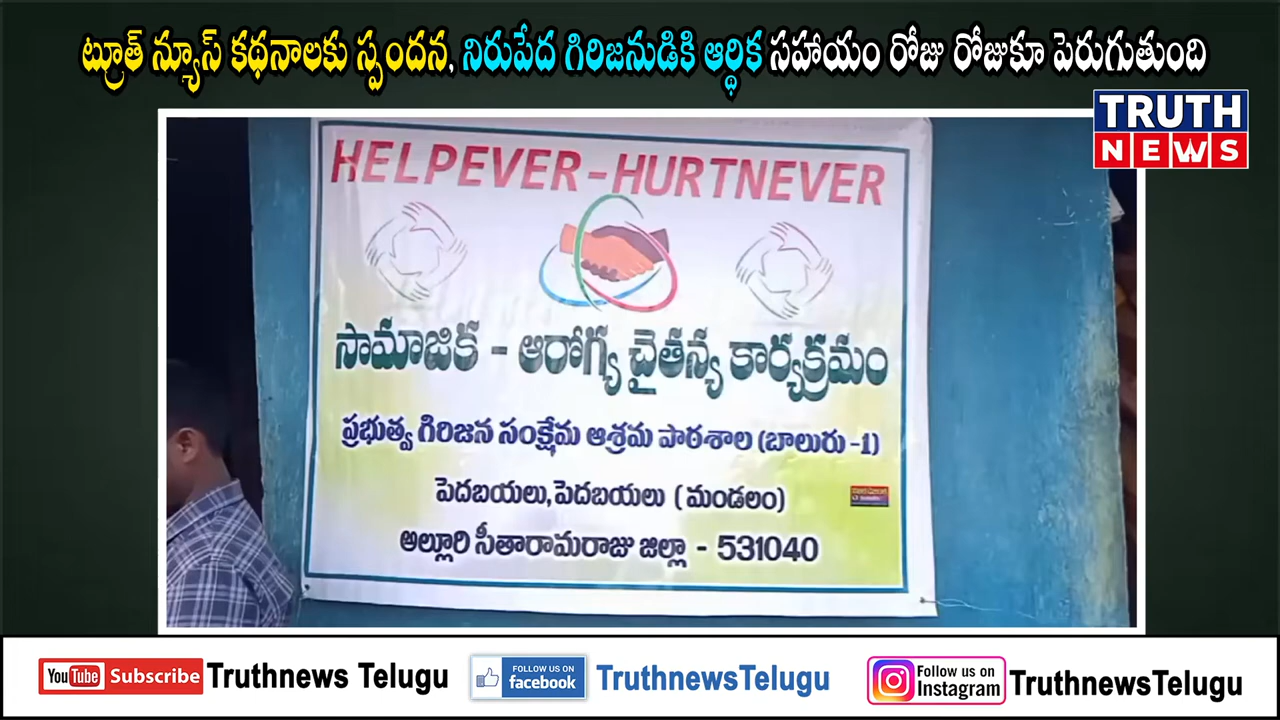 ట్రూత్ న్యూస్ కథనాలకు స్పందన, నిరుపేద గిరిజనుడికి ఆర్థిక సహాయం రోజు రోజుకూ పెరుగుతుంది
TRUTH
NEWS
HELPEVER - HURTNEVER
సామాజిక - ఆరోగ్య చైతన్య కార్యక్రమం
ప్రభుత్వ గిరిజన సంక్షేమ ఆశ్రమ పాఠశాల (బాలురు -1)
పెదబయలు, పెదబయలు (మండలం)
అల్లూరి సీతారామరాజు జిల్లా - 531040
YouTube Subscribe Truthnews Telugu
FOLLOW US ON facebook TruthnewsTelugu
Follow us on Instagram TruthnewsTelugu